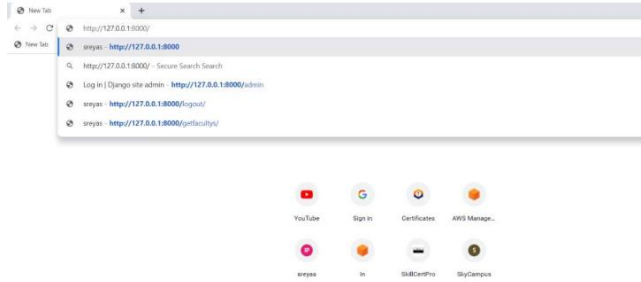 New Tab
http://127.0.0.1:8000/
New Tab
sreyas - http://127.0.0.1:8000
http://127.0.0.1:8000/ - Secure Search Search
Log in | Django site admin - http://127.0.0.1:8000/admin
sreyas - http://127.0.0.1:8000/logout/
sreyas - http://127.0.0.1:8000/getfacultys/
YouTube
Sign in
Certificates
AWS Manage...
sreyas
In
SkillCertPro
SkyCampus